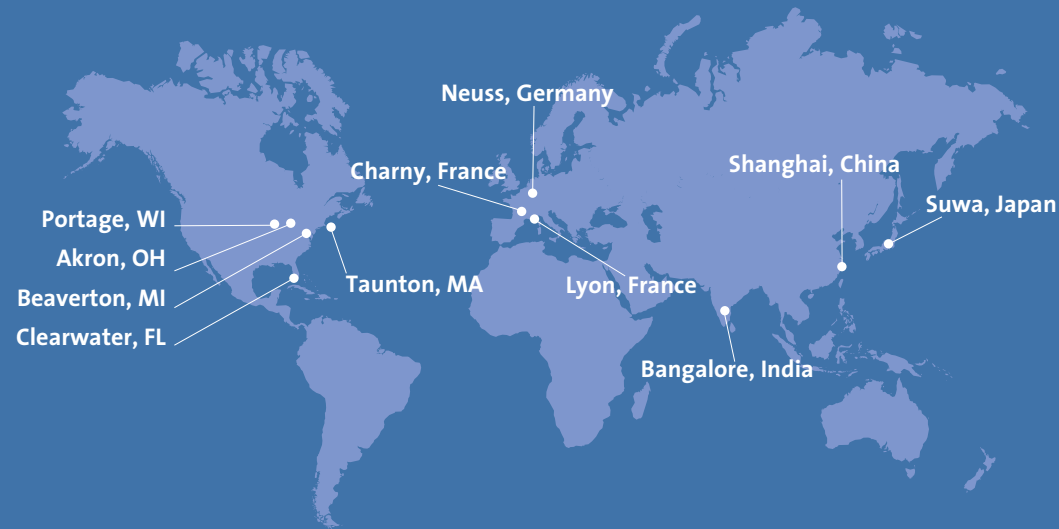 Neuss, Germany
Charny, France
Shanghai, China
Suwa, Japan
Portage, WI
Akron, OH
Beaverton, MI
Clearwater, FL
Taunton, MA
Lyon, France
Bangalore, India